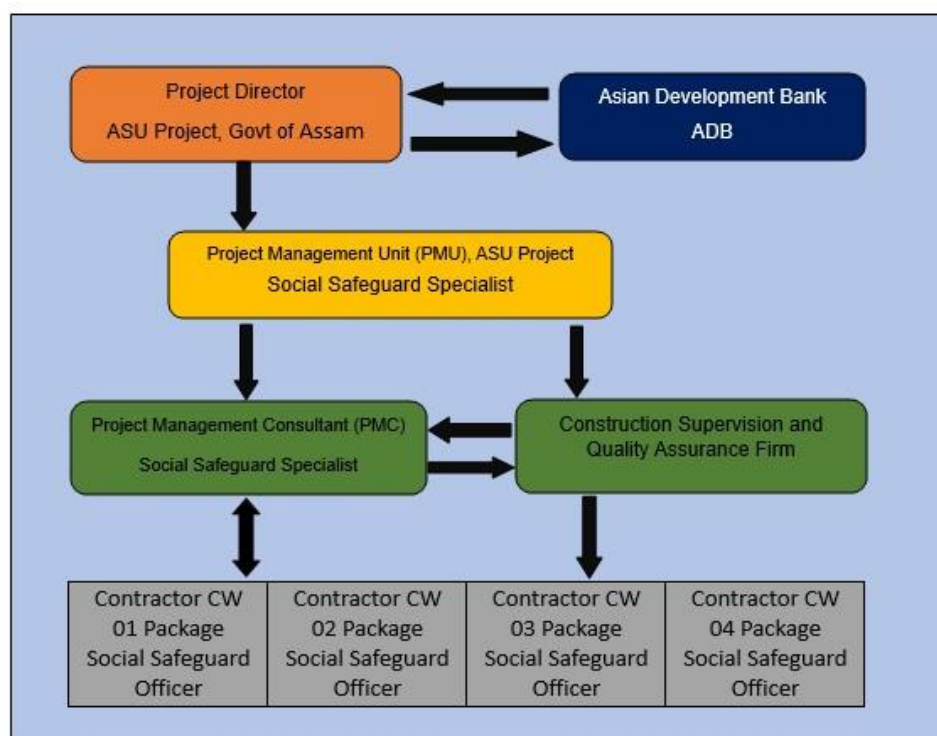 Project Director
ASU Project, Govt of Assam
Asian Development Bank
ADB
Project Management Unit (PMU), ASU Project
Social Safeguard Specialist
Project Management Consultant (PMC)
Social Safeguard Specialist
Construction Supervision and
Quality Assurance Firm
Contractor CW
01 Package
Social Safeguard
Officer
Contractor CW
02 Package
Social Safeguard
Officer
Contractor CW
03 Package
Social Safeguard
Officer
Contractor CW
04 Package
Social Safeguard
Officer